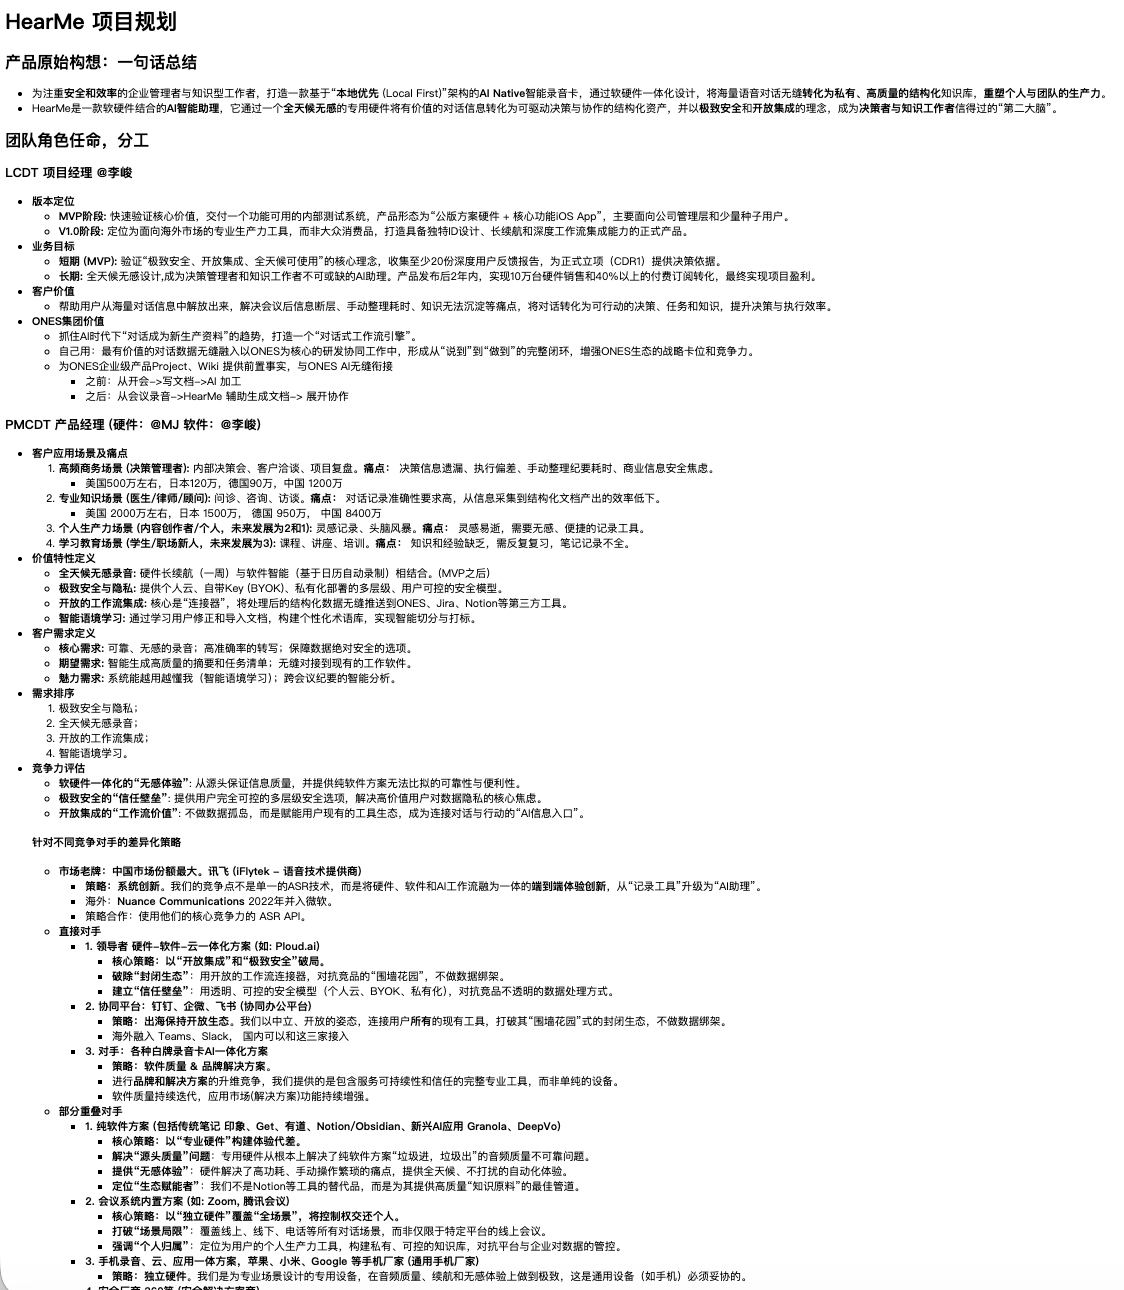 HearMe 项目规划
产品原始构想：一句话总结
为注重安全和效率的企业管理者与知识型工作者，打造一款基于“本地优先 (Local First)”架构的AI Native智能录音卡，通过软硬件一体化设计，将海量语音对话无缝转化为私有、高质量的结构化知识库，重塑个人与团队的生产力。
HearMe是一款软硬件结合的AI智能助理，它通过一个全天候无感的专用硬件将有价值的对话信息转化为可驱动决策与协作的结构化资产，并以极致安全和开放集成的理念，成为决策者与知识工作者信得过的“第二大脑”。
团队角色任命，分工
LCDT 项目经理 @李峻
版本定位
MVP阶段: 快速验证核心价值，交付一个功能可用的内部测试系统，产品形态为“公版方案硬件 + 核心功能iOS App”，主要面向公司管理层和少量种子用户。
V1.0阶段: 定位为面向海外市场的专业生产力工具，而非大众消费品，打造具备独特ID设计、长续航和深度工作流集成能力的正式产品。
业务目标
短期 (MVP): 验证“极致安全、开放集成、全天候可使用”的核心理念，收集至少20份深度用户反馈报告，为正式立项（CDR1）提供决策依据。
长期: 全天候无感设计,成为决策管理者和知识工作者不可或缺的AI助理。产品发布后2年内，实现10万台硬件销售和40%以上的付费订阅转化，最终实现项目盈利。
客户价值
帮助用户从海量对话信息中解放出来，解决会议后信息断层、手动整理耗时、知识无法沉淀等痛点，将对话转化为可行动的决策、任务和知识，提升决策与执行效率。
ONES集团价值
抓住AI时代下“对话成为新生产资料”的趋势，打造一个“对话式工作流引擎”。
自己用：最有价值的对话数据无缝融入以ONES为核心的研发协同工作中，形成从“说到”到“做到”的完整闭环，增强ONES生态的战略卡位和竞争力。
为ONES企业级产品Project、Wiki 提供前置事实，与ONES AI无缝衔接
之前：从开会->写文档->AI 加工
之后：从会议录音->HearMe 辅助生成文档-> 展开协作
PMCDT 产品经理 (硬件：@MJ 软件：@李峻)
客户应用场景及痛点
1. 高频商务场景 (决策管理者): 内部决策会、客户洽谈、项目复盘。痛点： 决策信息遗漏、执行偏差、手动整理纪要耗时、商业信息安全焦虑。
美国500万左右，日本120万，德国90万，中国 1200万
2. 专业知识场景 (医生/律师/顾问): 问诊、咨询、访谈。痛点： 对话记录准确性要求高，从信息采集到结构化文档产出的效率低下。
美国 2000万左右，日本 1500万， 德国 950万， 中国 8400万
3. 个人生产力场景 (内容创作者/个人，未来发展为2和1): 灵感记录、头脑风暴。痛点： 灵感易逝，需要无感、便捷的记录工具。
4. 学习教育场景 (学生/职场新人，未来发展为3): 课程、讲座、培训。痛点： 知识和经验缺乏，需反复复习，笔记记录不全。
价值特性定义
全天候无感录音: 硬件长续航（一周）与软件智能（基于日历自动录制）相结合。(MVP之后)
极致安全与隐私: 提供个人云、自带Key (BYOK)、私有化部署的多层级、用户可控的安全模型。
开放的工作流集成: 核心是“连接器”，将处理后的结构化数据无缝推送到ONES、Jira、Notion等第三方工具。
智能语境学习: 通过学习用户修正和导入文档，构建个性化术语库，实现智能切分与打标。
客户需求定义
核心需求: 可靠、无感的录音；高准确率的转写；保障数据绝对安全的选项。
期望需求: 智能生成高质量的摘要和任务清单；无缝对接到现有的工作软件。
魅力需求: 系统能越用越懂我（智能语境学习）；跨会议纪要的智能分析。
需求排序
1. 极致安全与隐私；
2. 全天候无感录音；
3. 开放的工作流集成；
4. 智能语境学习。
竞争力评估
软硬件一体化的“无感体验”: 从源头保证信息质量，并提供纯软件方案无法比拟的可靠性与便利性。
极致安全的“信任壁垒”: 提供用户完全可控的多层级安全选项，解决高价值用户对数据隐私的核心焦虑。
开放集成的“工作流价值”: 不做数据孤岛，而是赋能用户现有的工具生态，成为连接对话与行动的“AI信息入口”。
针对不同竞争对手的差异化策略
市场老牌：中国市场份额最大。讯飞 (iFlytek - 语音技术提供商)
策略：系统创新。我们的竞争点不是单一的ASR技术，而是将硬件、软件和AI工作流融为一体的端到端体验创新，从“记录工具”升级为“AI助理”。
海外：Nuance Communications 2022年并入微软。
策略合作：使用他们的核心竞争力的 ASR API。
直接对手
1. 领导者 硬件-软件-云一体化方案 (如: Ploud.ai)
核心策略：以“开放集成”和“极致安全”破局。
破除“封闭生态”：用开放的工作流连接器，对抗竞品的“围墙花园”，不做数据绑架。
建立“信任壁垒”：用透明、可控的安全模型（个人云、BYOK、私有化），对抗竞品不透明的数据处理方式。
2. 协同平台：钉钉、企微、飞书 (协同办公平台)
策略：出海保持开放生态。我们以中立、开放的姿态，连接用户所有的现有工具，打破其“围墙花园”式的封闭生态，不做数据绑架。
海外融入 Teams、Slack， 国内可以和这三家接入
3. 对手：各种白牌录音卡AI一体化方案
策略：软件质量 & 品牌解决方案。
进行品牌和解决方案的升维竞争，我们提供的是包含服务可持续性和信任的完整专业工具，而非单纯的设备。
软件质量持续迭代，应用市场(解决方案)功能持续增强。
部分重叠对手
1. 纯软件方案 (包括传统笔记 印象、Get、有道、Notion/Obsidian、新兴AI应用 Granola、DeepVo)
核心策略：以“专业硬件”构建体验代差。
解决“源头质量”问题：专用硬件从根本上解决了纯软件方案“垃圾进，垃圾出”的音频质量不可靠问题。
提供“无感体验”：硬件解决了高功耗、手动操作繁琐的痛点，提供全天候、不打扰的自动化体验。
定位“生态赋能者”：我们不是Notion等工具的替代品，而是为其提供高质量“知识原料”的最佳管道。
2. 会议系统内置方案 (如: Zoom, 腾讯会议)
核心策略：以“独立硬件”覆盖“全场景”，将控制权交还个人。
打破“场景局限”：覆盖线上、线下、电话等所有对话场景，而非仅限于特定平台的线上会议。
强调“个人归属”：定位为用户的个人生产力工具，构建私有、可控的知识库，对抗平台与企业对数据的管控。
3. 手机录音、云、应用一体方案，苹果、小米、Google 等手机厂家 (通用手机厂家)
策略：独立硬件。我们是为专业场景设计的专用设备，在音频质量、续航和无感体验上做到极致，这是通用设备（如手机）必须妥协的。